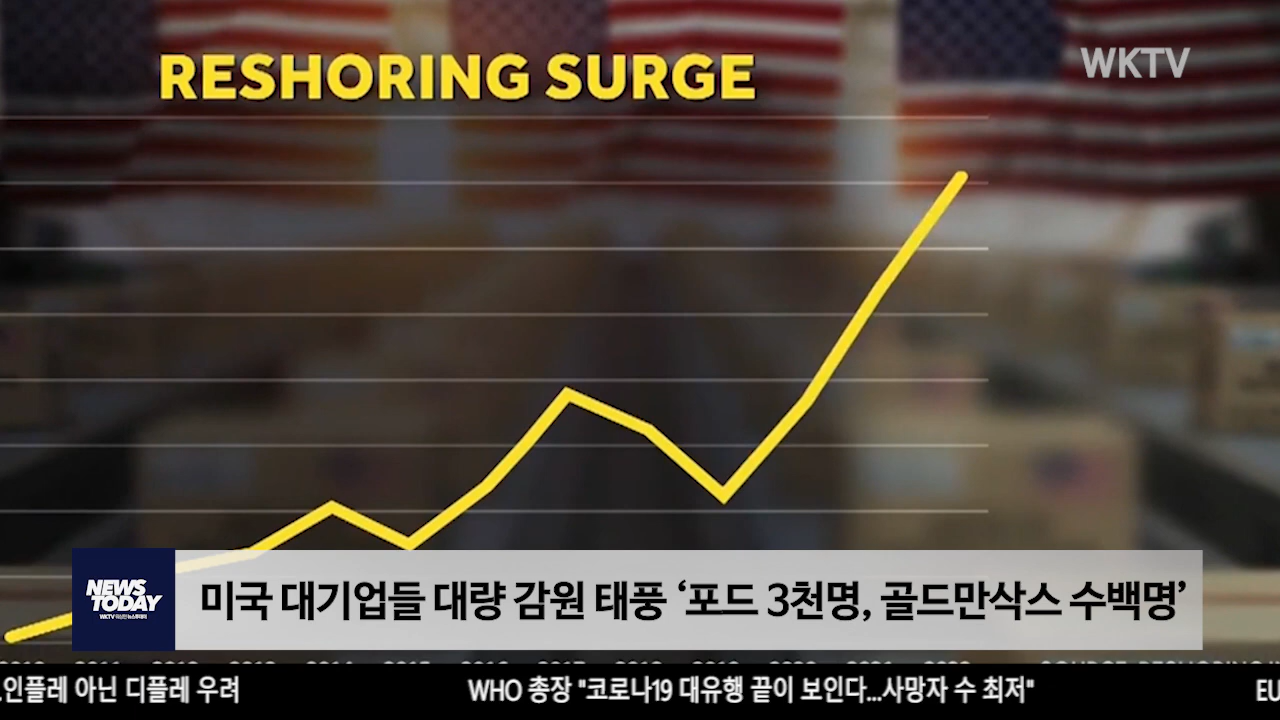 RESHORING SURGE
WKTV
NEWS
TODAY
미국 대기업들 대량 감원 태풍 ‘포드 3천명, 골드만삭스 수백명’
인플레 아닌 디플레 우려
WHO 총장 "코로나19 대유행 끝이 보인다...사망자 수 최저"
EU